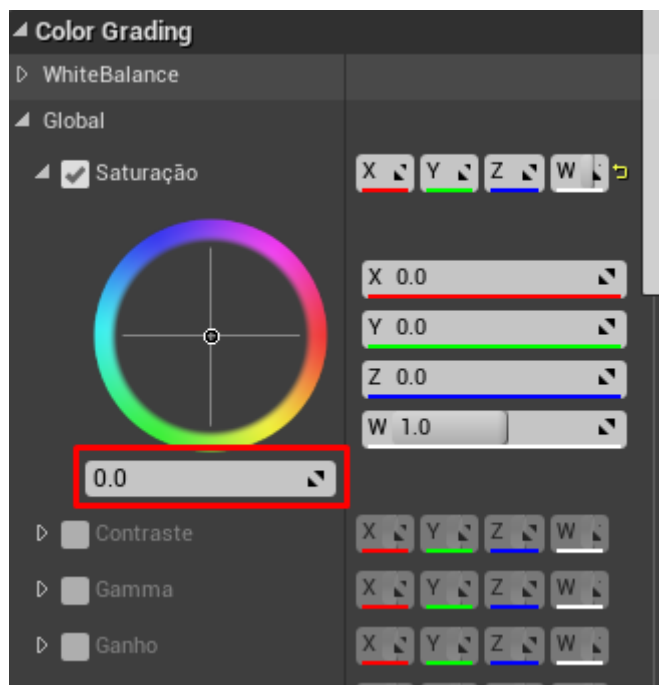 Color Grading
WhiteBalance
Global
Saturação X Y Z W
X 0.0
Y 0.0
Z 0.0
W 1.0
0.0
Contraste X Y Z W
Gamma X Y Z W
Ganho X Y Z W